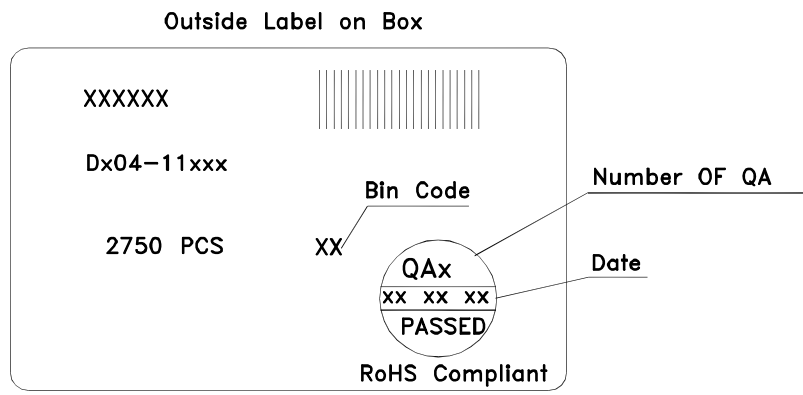 Outside Label on Box
XXXXXX
Dx04-11xxx
Number OF QA
Bin Code
2750 PCS
XX
QAx
Date
xx xx xx
PASSED
RoHS Compliant